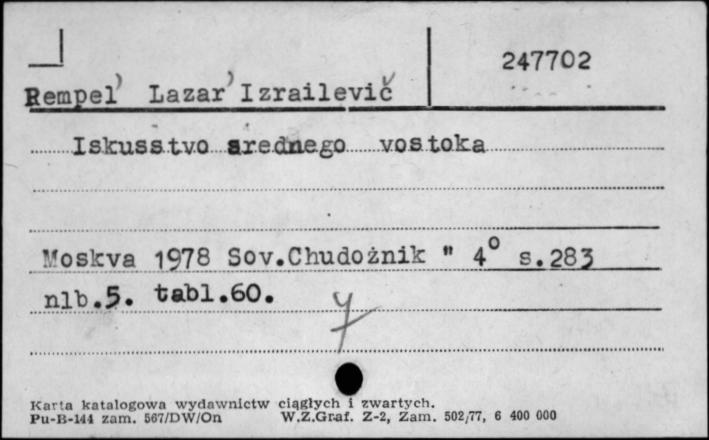 247702
Rempel' Lazar' Izrailevič
Iskusstvo srednego vostoka
Moskva 1978 Sov.Chudožnik " 4° s.283
nlb.5. tabl.60.
Karta katalogowa wydawnictw ciągłych i zwartych.
Pu-B-144 zam. 567/DW/On W.Z.Graf. Z-2, Zam. 502/77, 6 400 000